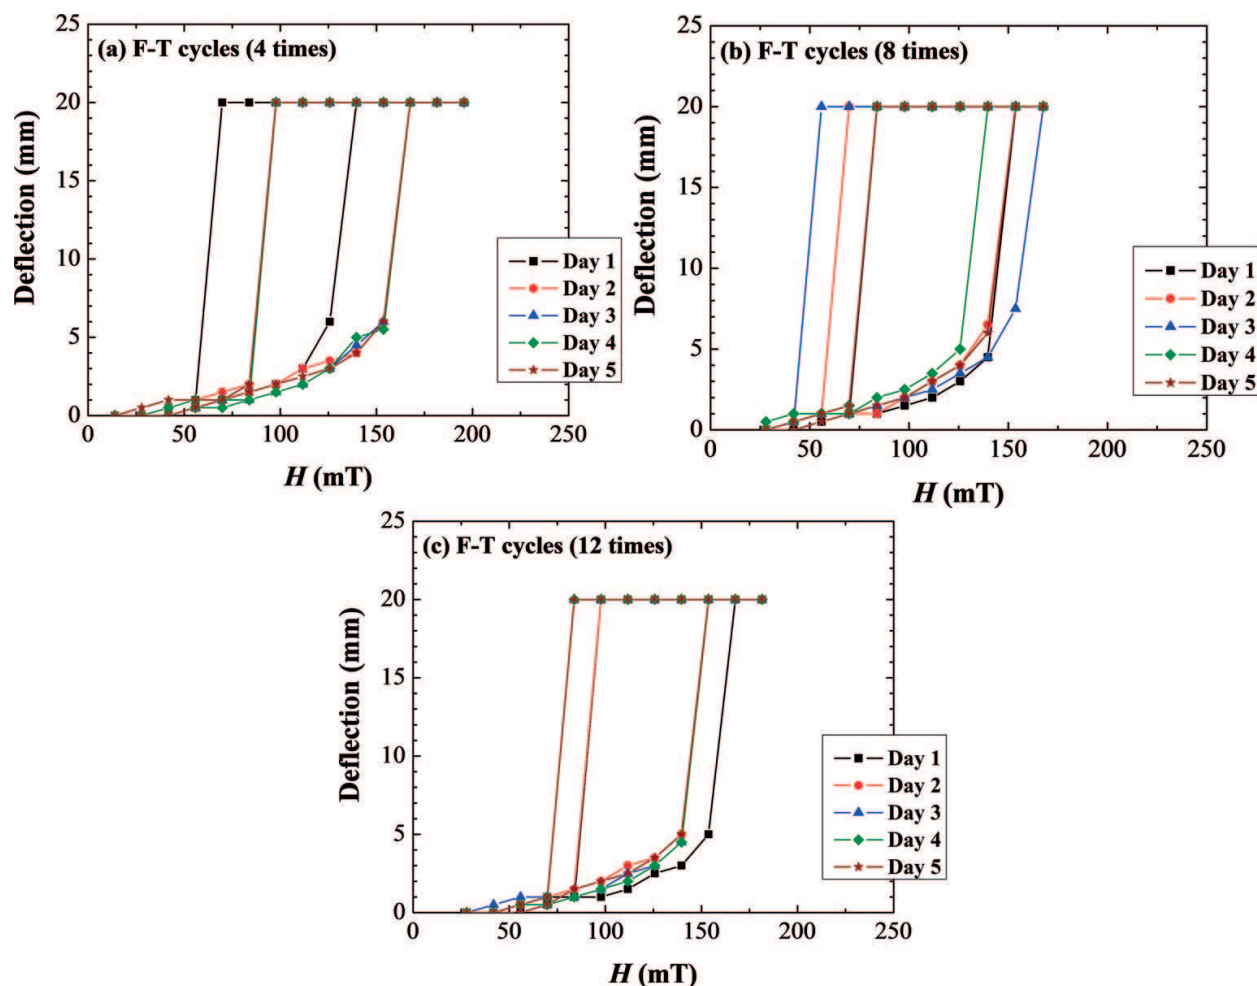 (a) F-T cycles (4 times)
25
20
15
10
5
0
Deflection (mm)
0 50 100 150 200 250
H (mT)
Day 1
Day 2
Day 3
Day 4
Day 5
(b) F-T cycles (8 times)
25
20
15
10
5
0
Deflection (mm)
0 50 100 150 200 250
H (mT)
Day 1
Day 2
Day 3
Day 4
Day 5
(c) F-T cycles (12 times)
25
20
15
10
5
0
Deflection (mm)
0 50 100 150 200 250
H (mT)
Day 1
Day 2
Day 3
Day 4
Day 5